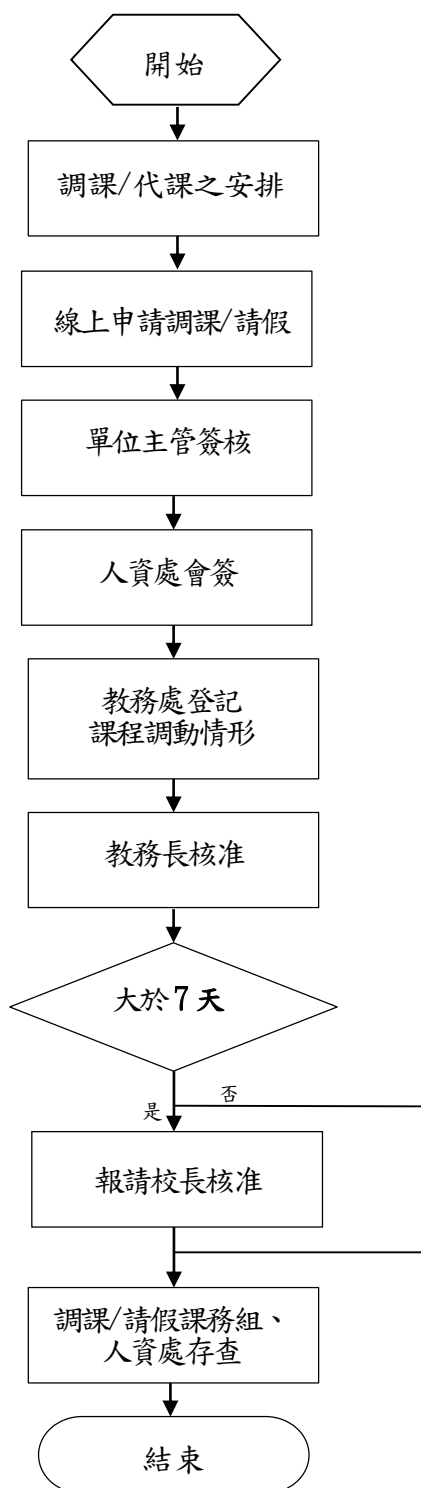 開始
調課/代課之安排
線上申請調課/請假
單位主管簽核
人資處會簽
教務處登記
課程調動情形
教務長核准
大於7天
否
是
報請校長核准
調課/請假課務組、
人資處存查
結束